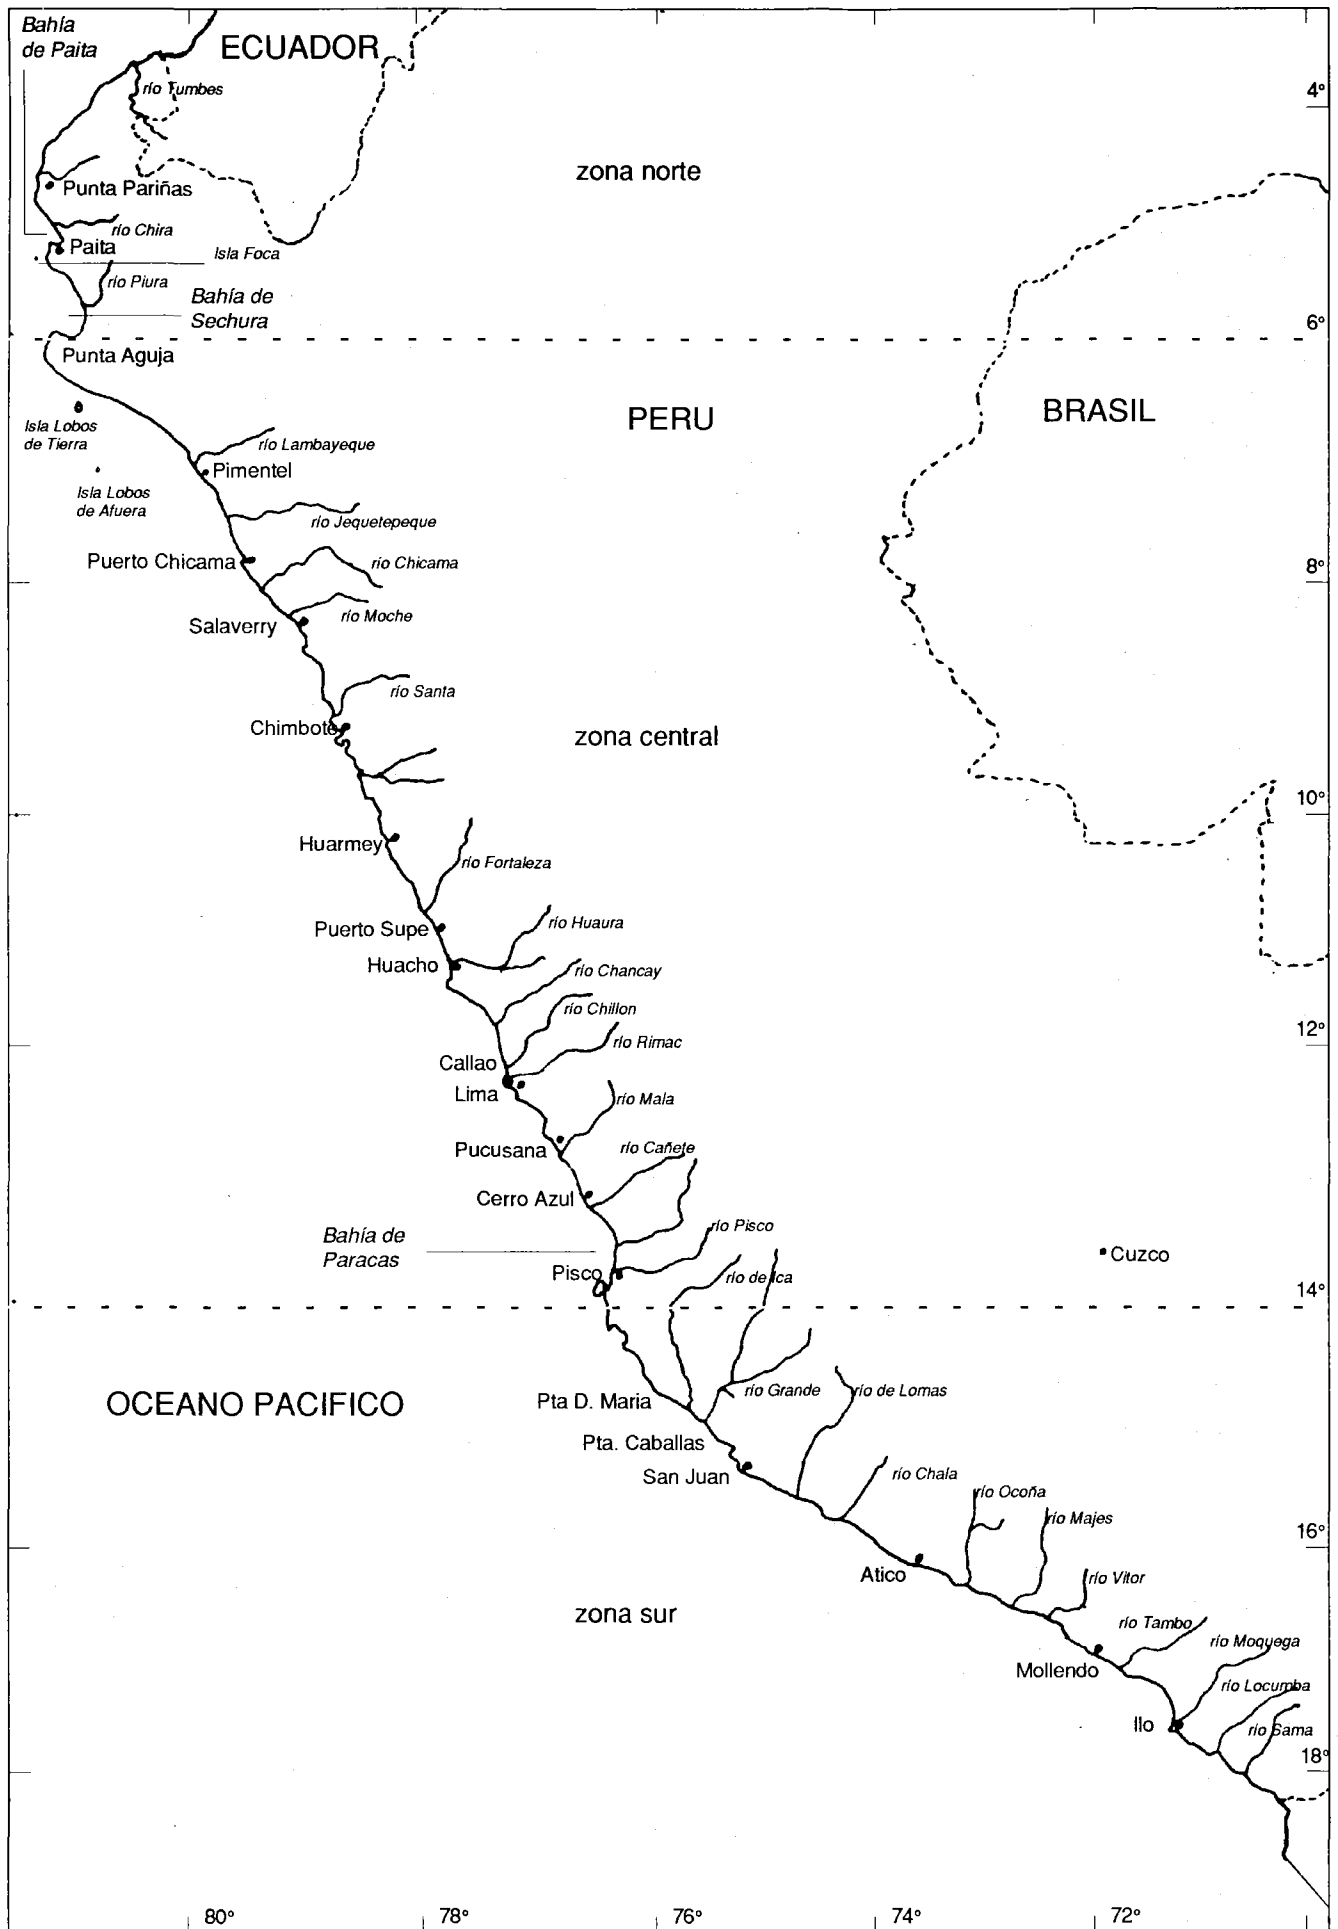 Bahía
de Paita
ECUADOR
río Tumbes
4°
zona norte
Punta Pariñas
río Chira
Paita
Isla Foca
río Piura
Bahía de
Sechura
6°
Punta Aguja
PERU
BRASIL
Isla Lobos
de Tierra
río Lambayeque
Pimentel
Isla Lobos
de Afuera
río Jequetepeque
Puerto Chicama
río Chicama
8°
río Moche
Salaverry
río Santa
Chimbote
zona central
10°
Huarmey
río Fortaleza
Puerto Supe
río Huaura
Huacho
río Chancay
río Chillon
12°
río Rimac
Callao
Lima
río Mala
Pucusana
río Cañete
Cerro Azul
río Pisco
Bahía de
Paracas
Cuzco
Pisco
río de Ica
14°
OCEANO PACIFICO
Pta D. Maria
río Grande
río de Lomas
Pta. Caballas
San Juan
río Chala
río Ocoña
río Majes
16°
Atico
río Vitor
zona sur
río Tambo
río Moquega
Mollendo
río Locumba
Ilo
río Sama
18°
80°
78°
76°
74°
72°